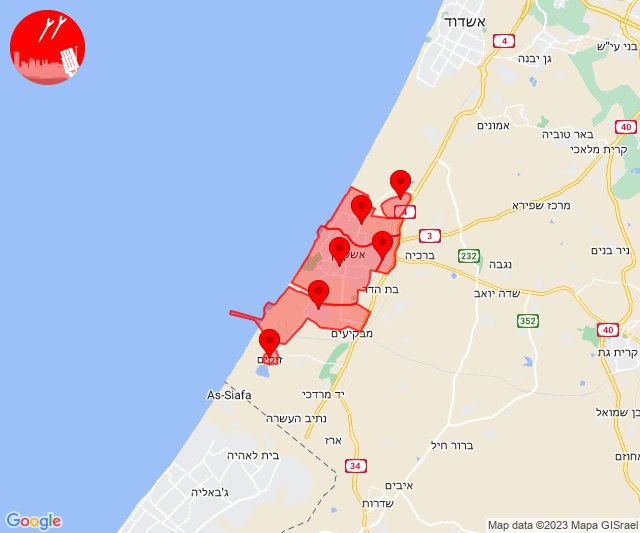 אשדוד
4
בני עי"ש
גן יבנה
40
אמונים
באר טוביה
קרית מלאכי
מרכז שפירא
4
3
232
ברכיה
ניר בנים
נגבה
בת הדר
שדה יואב
352
40
מבקיעים
קרית גת
זיקים
As-Siafa
יד מרדכי
נתיב העשרה
ארז
ברור חיל
בית לאהיה
34
ג'באליה
איבים
שדרות
Google
Map data ©2023 Mapa GISrael